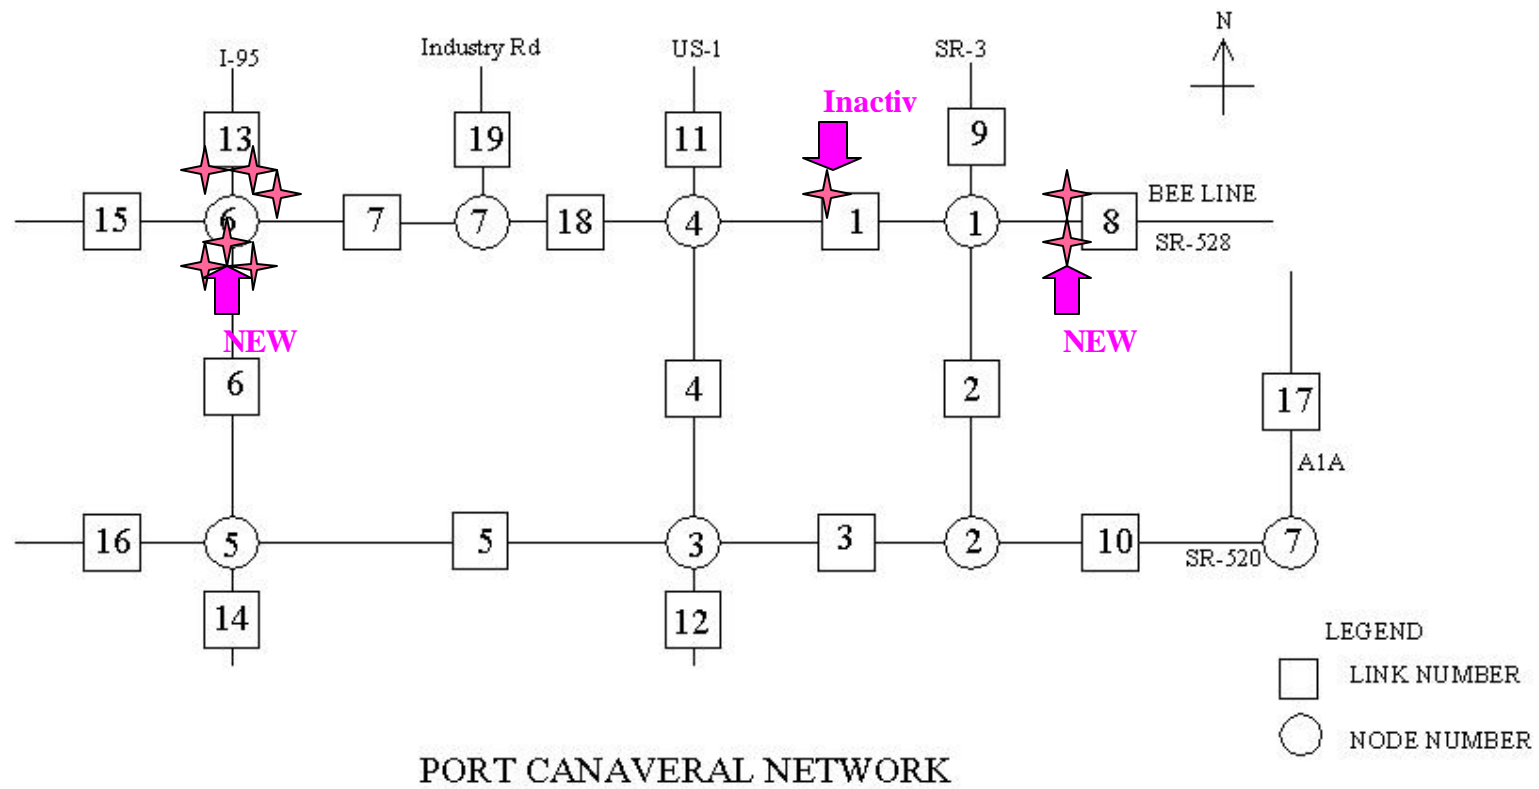 N
I-95
Industry Rd
US-1
SR-3
Inactiv
13
19
11
9
15
6
7
7
18
4
1
1
8
BEE LINE
SR-528
NEW
NEW
6
4
2
17
A1A
16
5
5
3
3
2
10
SR-520
7
14
12
LEGEND
LINK NUMBER
NODE NUMBER
PORT CANAVERAL NETWORK